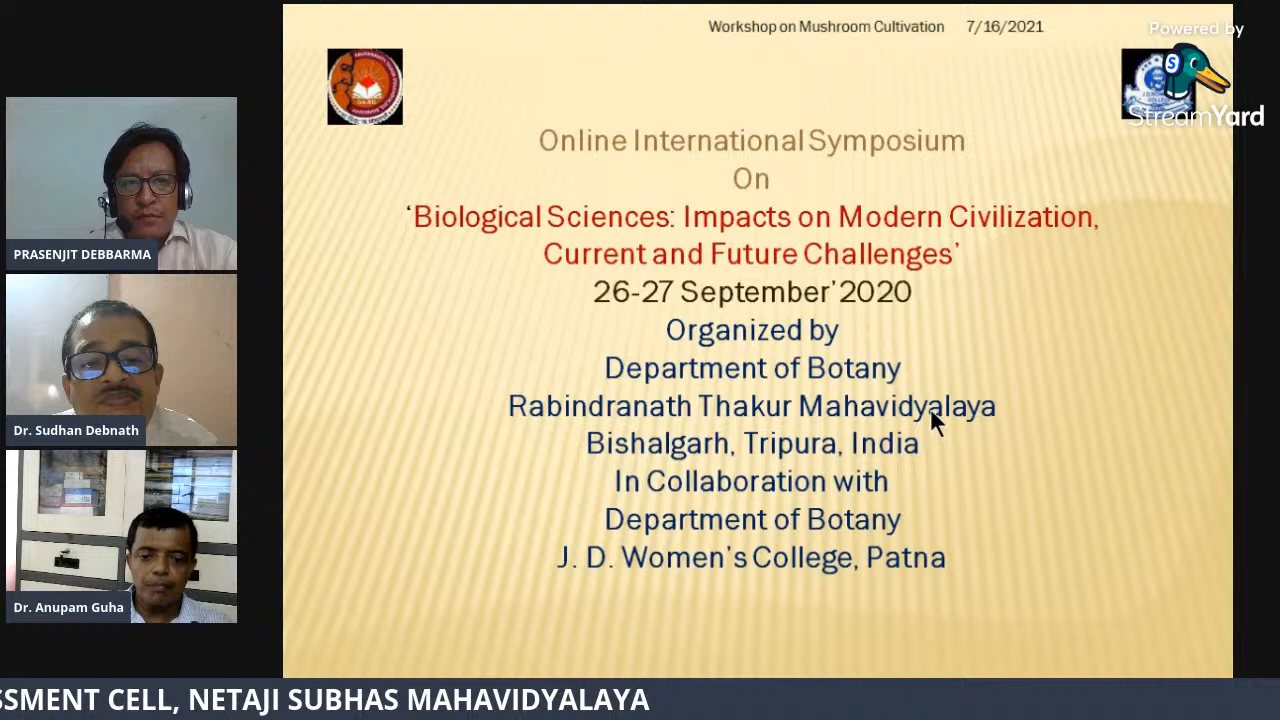 Workshop on Mushroom Cultivation 7/16/2021
Powered by
StreamYard
Online International Symposium
On
‘Biological Sciences: Impacts on Modern Civilization,
Current and Future Challenges’
26-27 September’2020
Organized by
Department of Botany
Rabindranath Thakur Mahavidyalaya
Bishalgarh, Tripura, India
In Collaboration with
Department of Botany
J. D. Women’s College, Patna
PRASENJIT DEBBARMA
Dr. Sudhan Debnath
Dr. Anupam Guha
SSMENT CELL, NETAJI SUBHAS MAHAVIDYALAYA